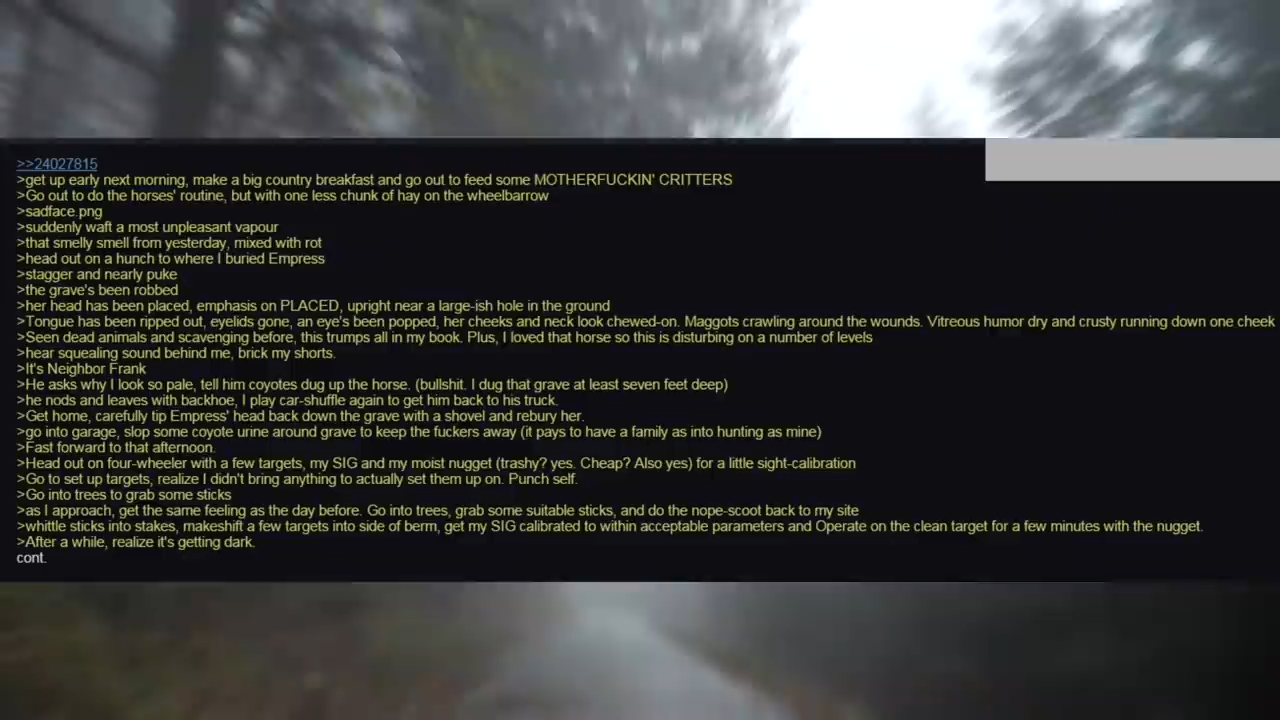 >>24027815
>get up early next morning, make a big country breakfast and go out to feed some MOTHERFUCKIN' CRITTERS
>Go out to do the horses' routine, but with one less chunk of hay on the wheelbarrow
>sadface.png
>suddenly waft a most unpleasant vapour
>that smelly smell from yesterday, mixed with rot
>head out on a hunch to where I buried Empress
>stagger and nearly puke
>the grave's been robbed
>her head has been placed, emphasis on PLACED, upright near a large-ish hole in the ground
>Tongue has been ripped out, eyelids gone, an eye's been popped, her cheeks and neck look chewed-on. Maggots crawling around the wounds. Vitreous humor dry and crusty running down one cheek
>Seen dead animals and scavenging before, this trumps all in my book. Plus, I loved that horse so this is disturbing on a number of levels
>hear squealing sound behind me, brick my shorts.
>It's Neighbor Frank
>He asks why I look so pale, tell him coyotes dug up the horse. (bullshit. I dug that grave at least seven feet deep)
>he nods and leaves with backhoe, I play car-shuffle again to get him back to his truck.
>Get home, carefully tip Empress' head back down the grave with a shovel and rebury her.
>go into garage, slop some coyote urine around grave to keep the fuckers away (it pays to have a family as into hunting as mine)
>Fast forward to that afternoon.
>Head out on four-wheeler with a few targets, my SIG and my moist nugget (trashy? yes. Cheap? Also yes) for a little sight-calibration
>Go to set up targets, realize I didn't bring anything to actually set them up on. Punch self.
>Go into trees to grab some sticks
>as I approach, get the same feeling as the day before. Go into trees, grab some suitable sticks, and do the nope-scoot back to my site
>whittle sticks into stakes, makeshift a few targets into side of berm, get my SIG calibrated to within acceptable parameters and Operate on the clean target for a few minutes with the nugget.
>After a while, realize it's getting dark.
cont.